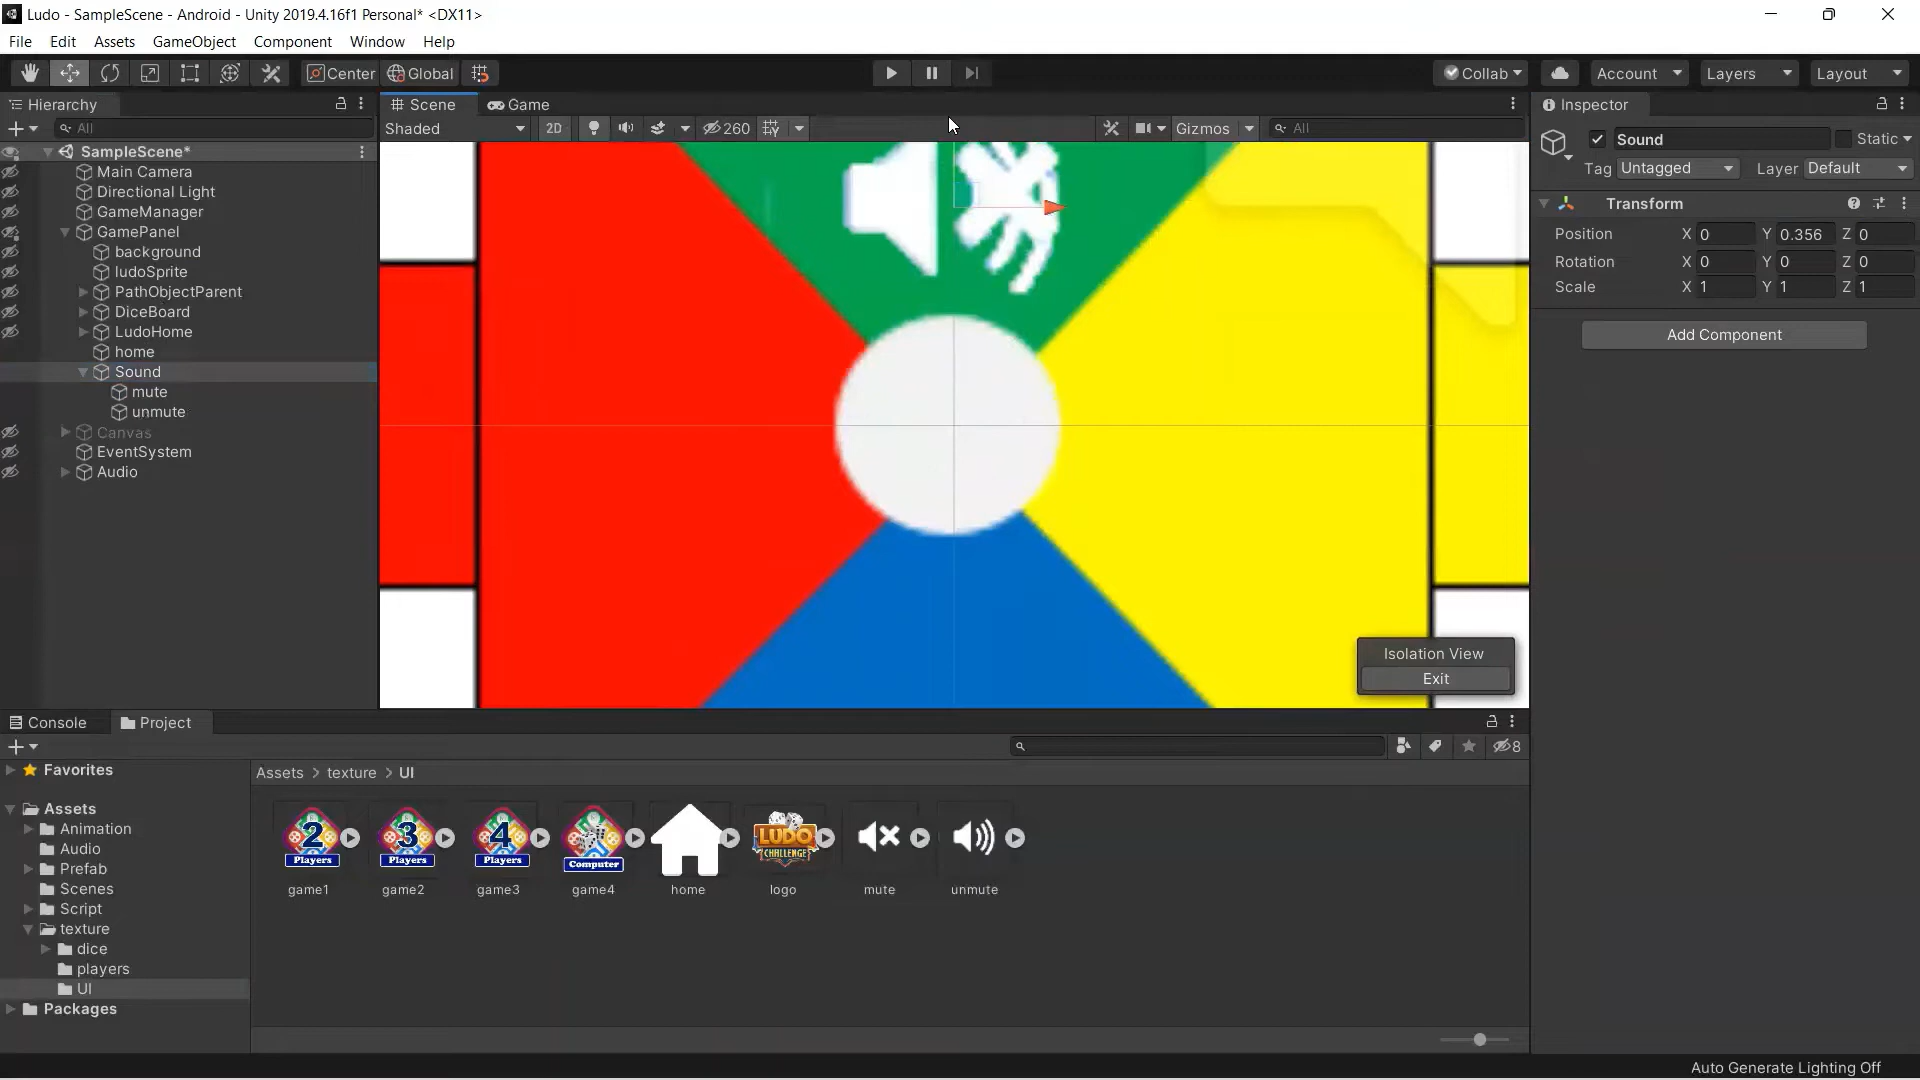 Ludo - SampleScene - Android - Unity 2019.4.16f1 Personal* <DX11>
File Edit Assets GameObject Component Window Help
Center Global Collab Account Layers Layout
Hierarchy
All
SampleScene*
Main Camera
Directional Light
GameManager
GamePanel
background
ludoSprite
PathObjectParent
DiceBoard
LudoHome
home
Sound
mute
unmute
Canvas
EventSystem
Audio
Scene Game
Shaded 2D 260 Gizmos All
Isolation View
Exit
Inspector
Sound Static
Tag Untagged Layer Default
Transform
Position X 0 Y 0.356 Z 0
Rotation X 0 Y 0 Z 0
Scale X 1 Y 1 Z 1
Add Component
Console Project
8
Favorites
Assets
Animation
Audio
Prefab
Scenes
Script
texture
dice
players
UI
Packages
Assets > texture > UI
2 Players
3 Players
4 Players
Computer
LUDO CHALLENGE
game1 game2 game3 game4 home logo mute unmute
Auto Generate Lighting Off